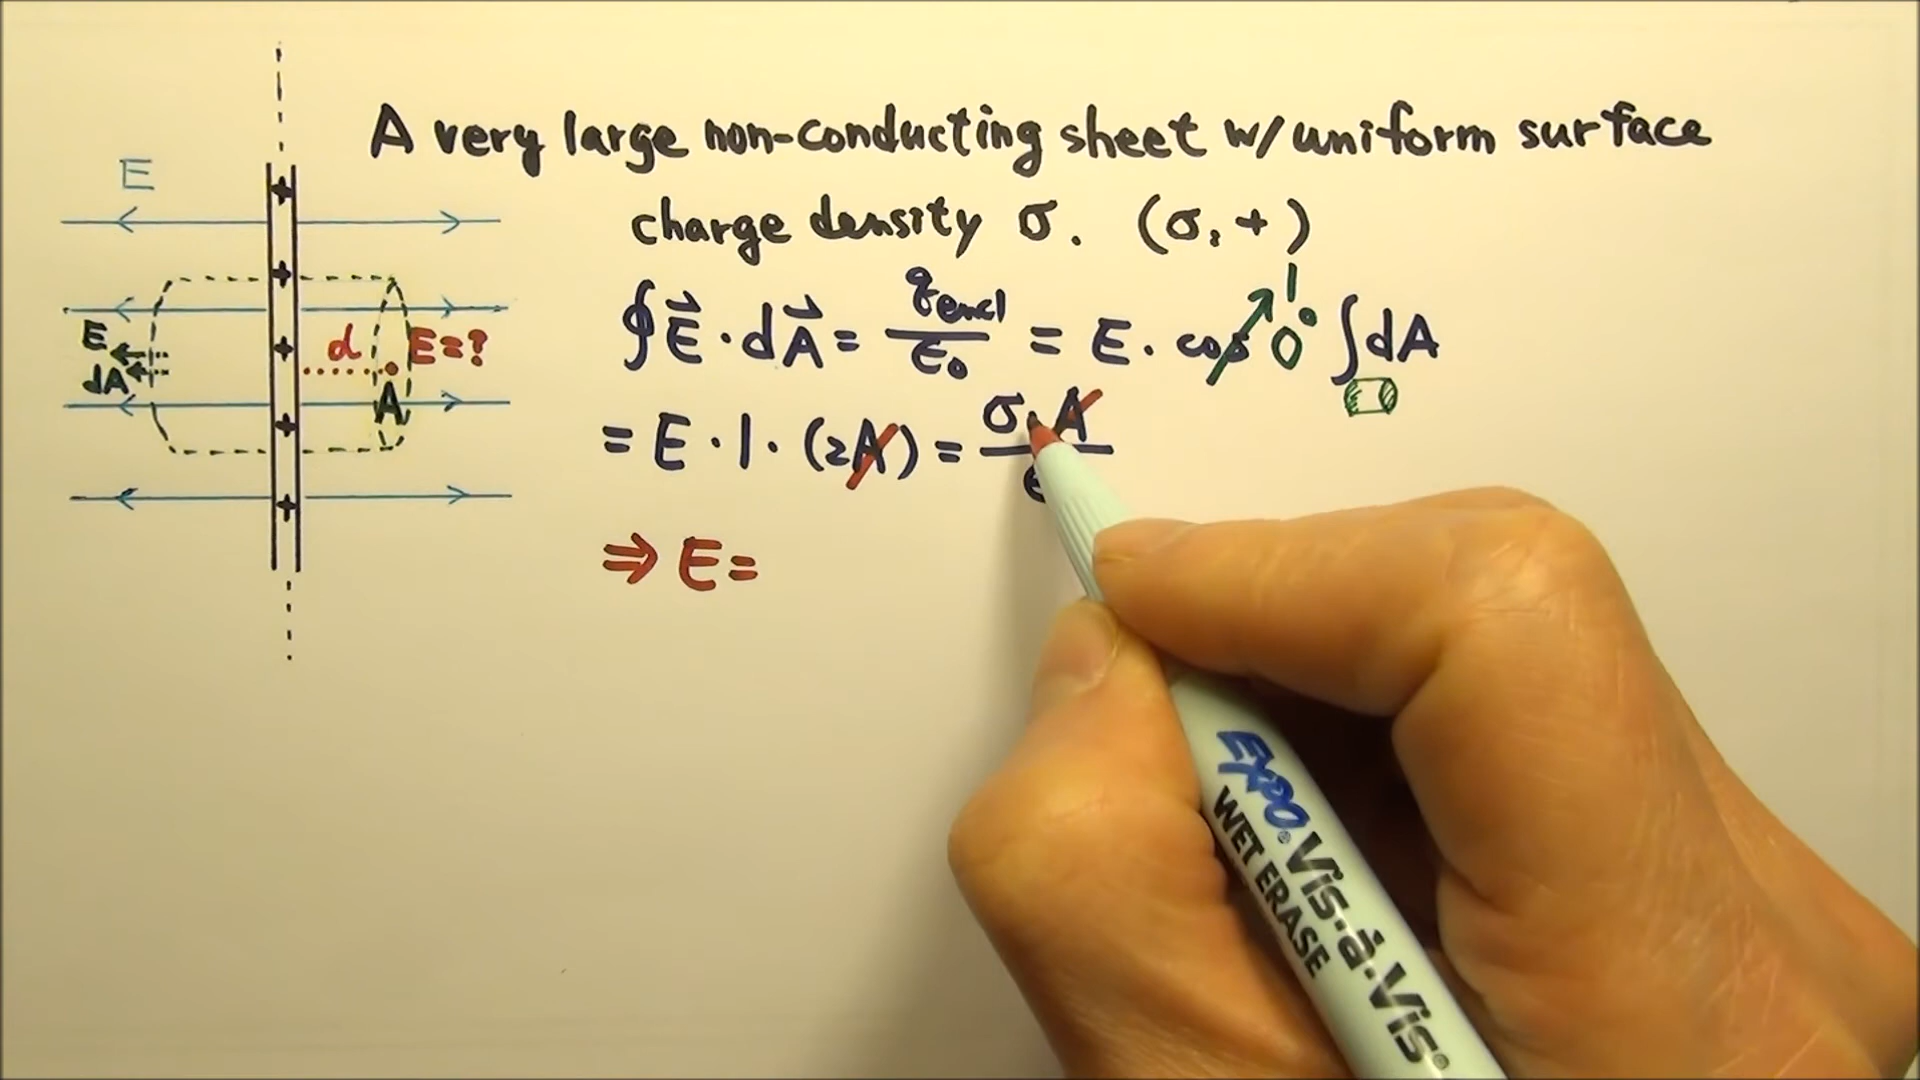 A very large non-conducting sheet w/ uniform surface
charge density σ. (σ: +)
∮E⃗ · dA⃗ = q_encl / ε₀ = E · cos 0° ∫dA
1
= E · 1 · (2A) = σ · A / ε
⇒ E =
E
E
dA
d
E = ?
A
+
+
+
+
+
EXPO®
Vis-à-Vis®
WET ERASE